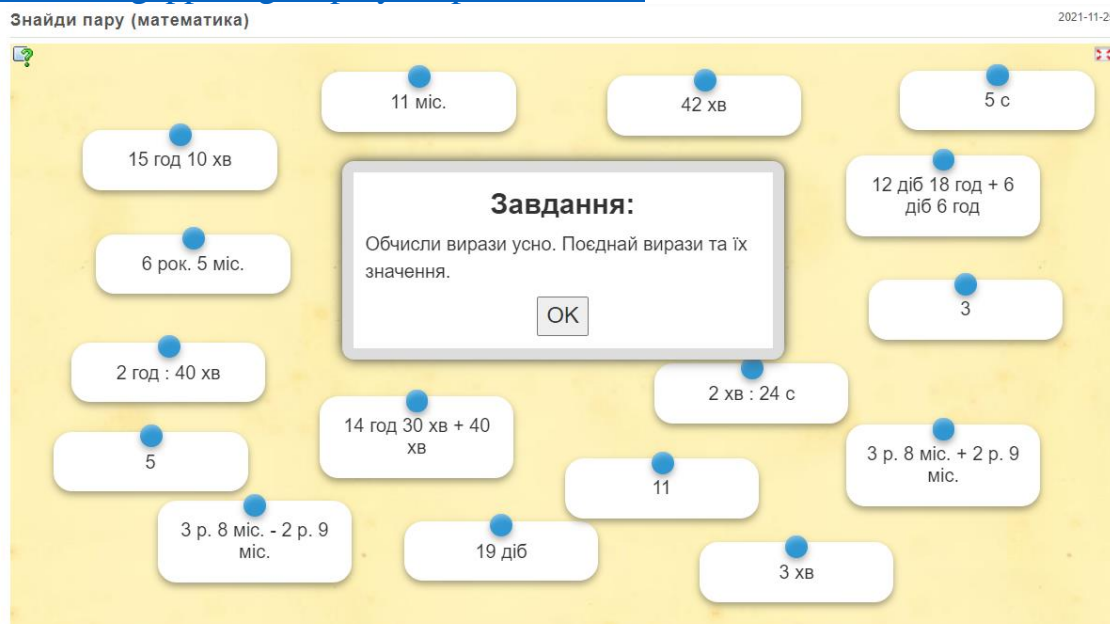 Знайди пару (математика)
2021-11-25
11 міс.
42 хв
5 с
15 год 10 хв
12 діб 18 год + 6
діб 6 год
Завдання:
Обчисли вирази усно. Поєднай вирази та їх
значення.
OK
6 рок. 5 міс.
3
2 год : 40 хв
2 хв : 24 с
14 год 30 хв + 40
хв
3 р. 8 міс. + 2 р. 9
міс.
5
11
3 р. 8 міс. - 2 р. 9
міс.
19 діб
3 хв